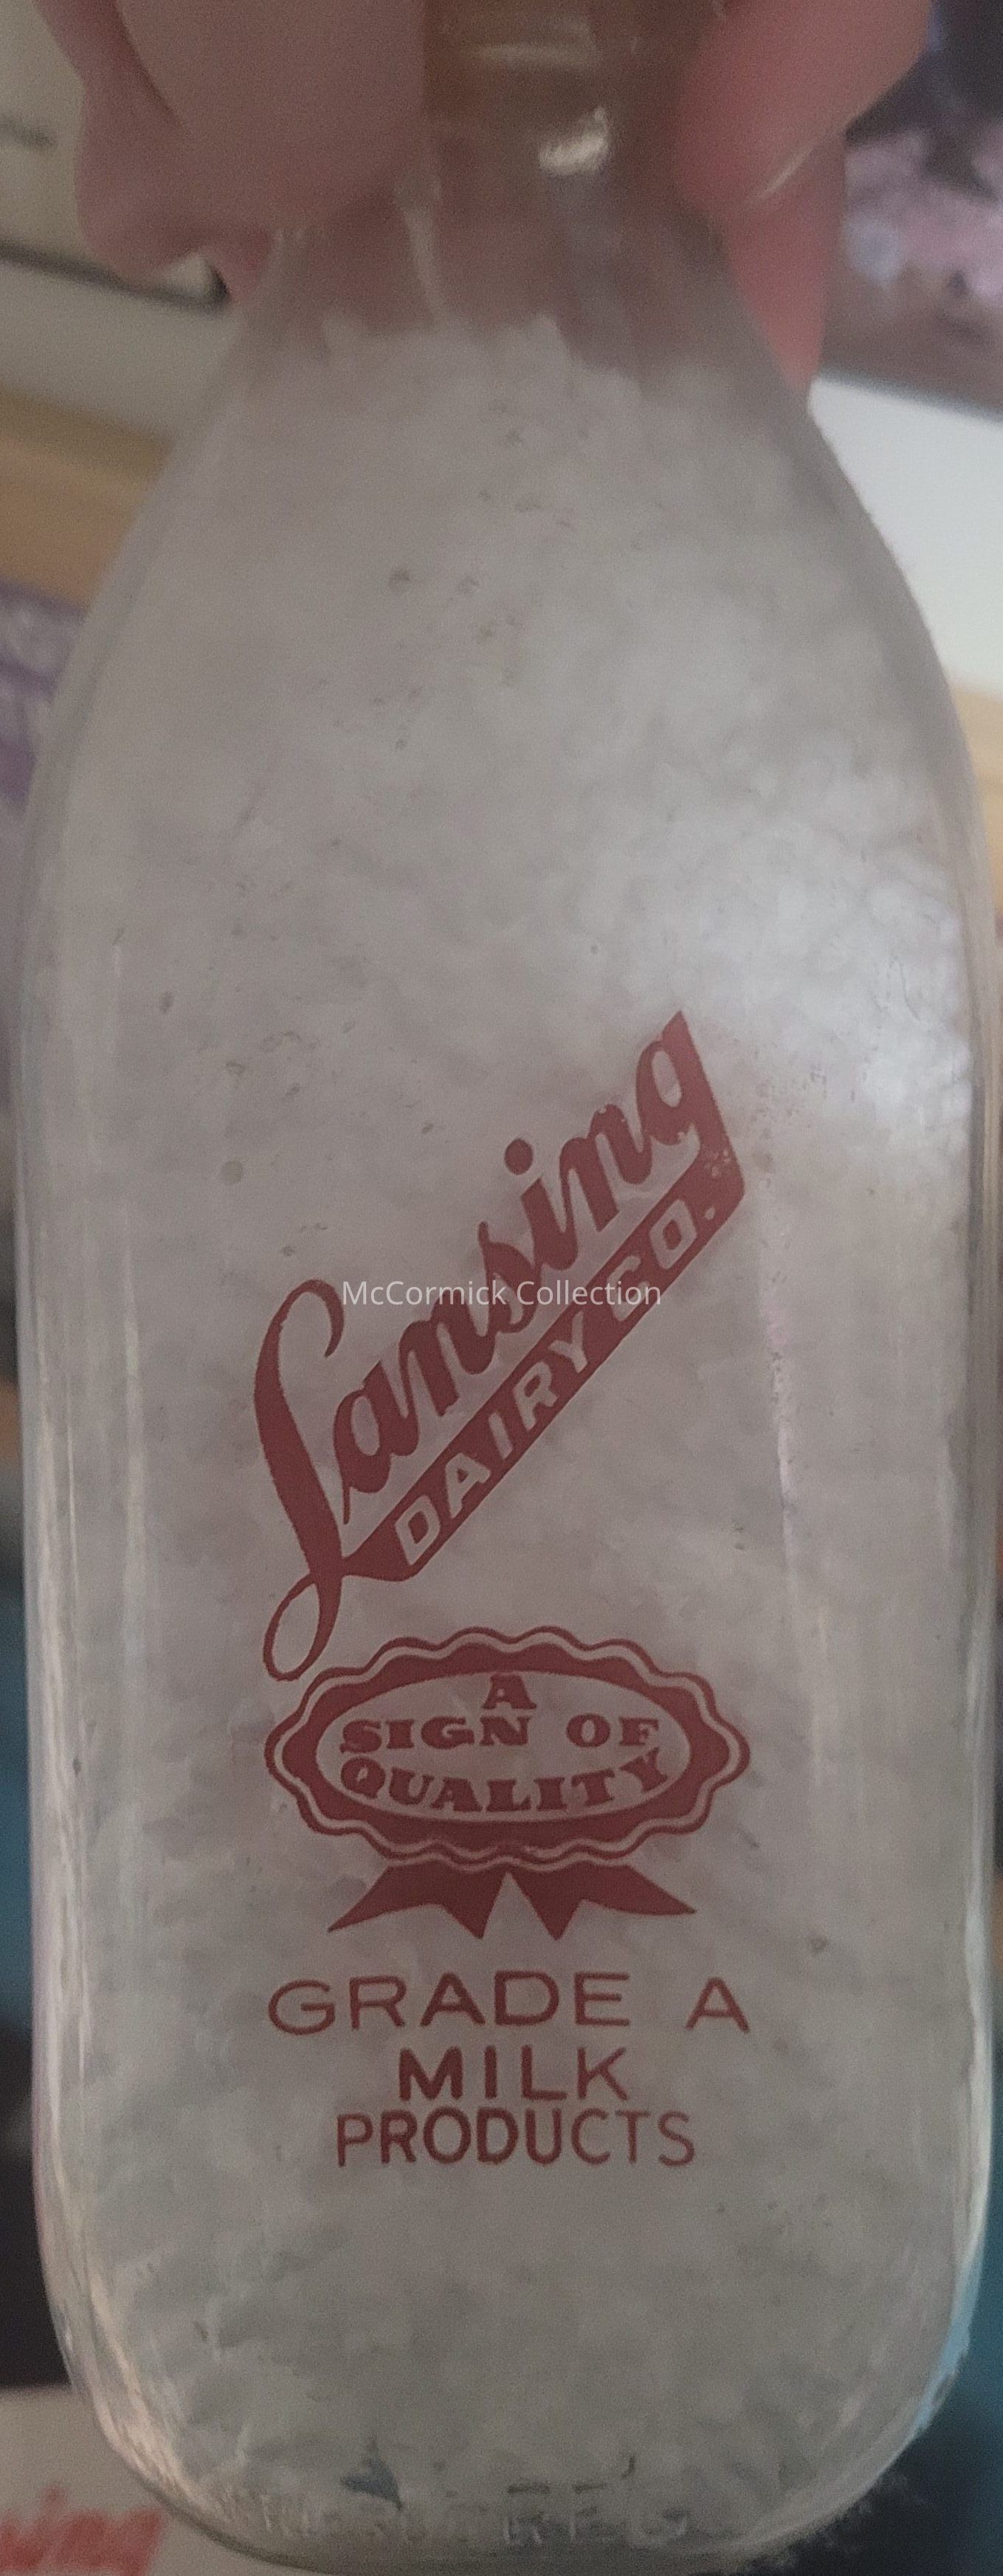 Lansing
DAIRY CO.
McCormick Collection
A
SIGN OF
QUALITY
GRADE A
MILK
PRODUCTS